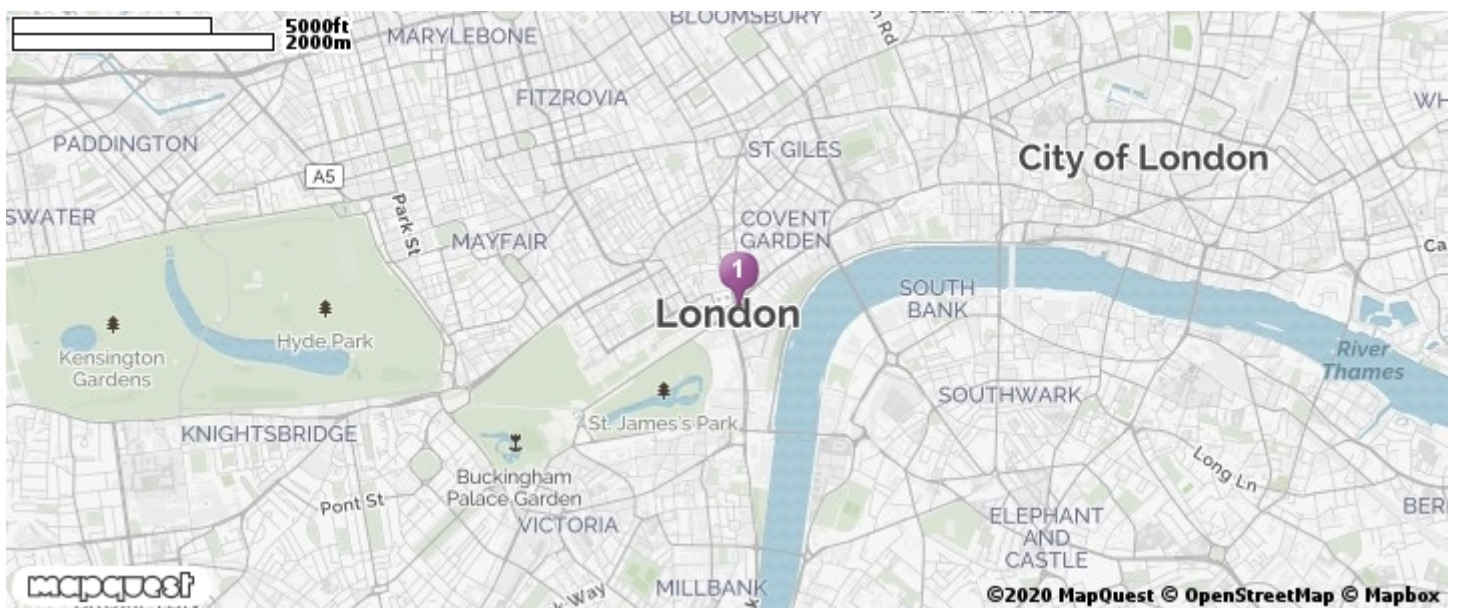 5000ft
2000m
BLOOMSBURY
MARYLEBONE
FITZROVIA
PADDINGTON
ST GILES
City of London
A5
Park St
MAYFAIR
COVENT
GARDEN
1
London
SOUTH
BANK
Hyde Park
Kensington
Gardens
River
Thames
SOUTHWARK
St. James's Park
KNIGHTSBRIDGE
Buckingham
Palace Garden
Pont St
VICTORIA
Long Ln
ELEPHANT
AND
CASTLE
MILLBANK
mapquest
©2020 MapQuest © OpenStreetMap © Mapbox